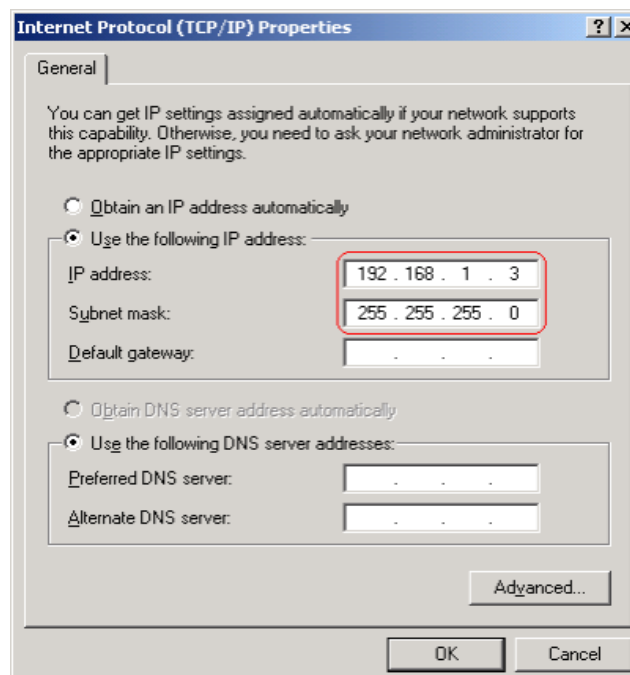 Internet Protocol (TCP/IP) Properties
General
You can get IP settings assigned automatically if your network supports
this capability. Otherwise, you need to ask your network administrator for
the appropriate IP settings.
Obtain an IP address automatically
Use the following IP address:
IP address: 192 . 168 . 1 . 3
Subnet mask: 255 . 255 . 255 . 0
Default gateway: . . .
Obtain DNS server address automatically
Use the following DNS server addresses:
Preferred DNS server: . . .
Alternate DNS server: . . .
Advanced...
OK Cancel